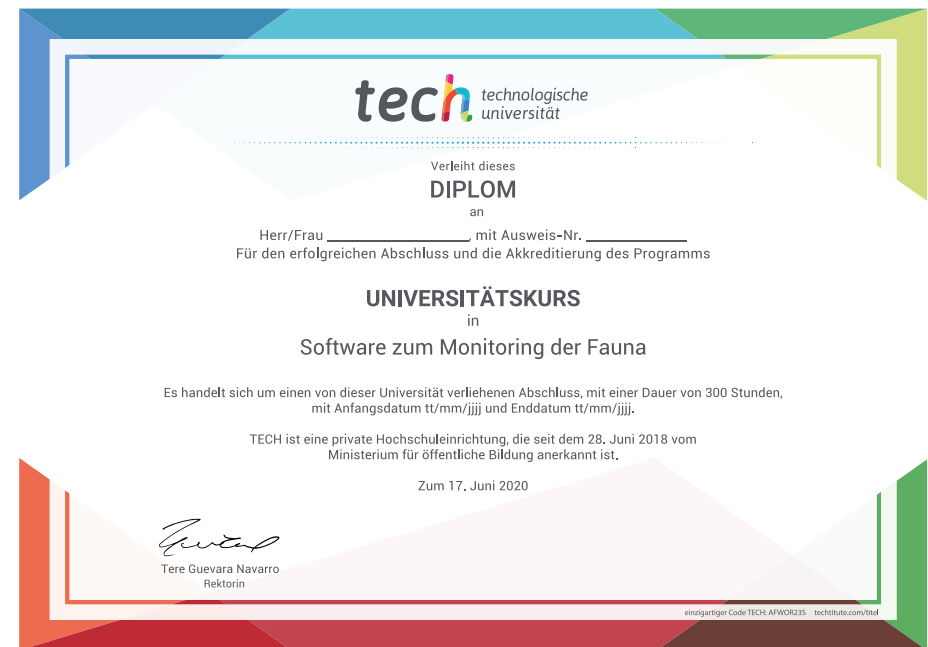 tech technologische
universität
Verleiht dieses
DIPLOM
an
Herr/Frau ____________, mit Ausweis-Nr. ____________
Für den erfolgreichen Abschluss und die Akkreditierung des Programms
UNIVERSITÄTSKURS
in
Software zum Monitoring der Fauna
Es handelt sich um einen von dieser Universität verliehenen Abschluss, mit einer Dauer von 300 Stunden,
mit Anfangsdatum tt/mm/jjjj und Enddatum tt/mm/jjjj.
TECH ist eine private Hochschuleinrichtung, die seit dem 28. Juni 2018 vom
Ministerium für öffentliche Bildung anerkannt ist.
Zum 17. Juni 2020
Tere Guevara Navarro
Rektorin
einzigartiger Code TECH: AFWOR23S techtitute.com/titel